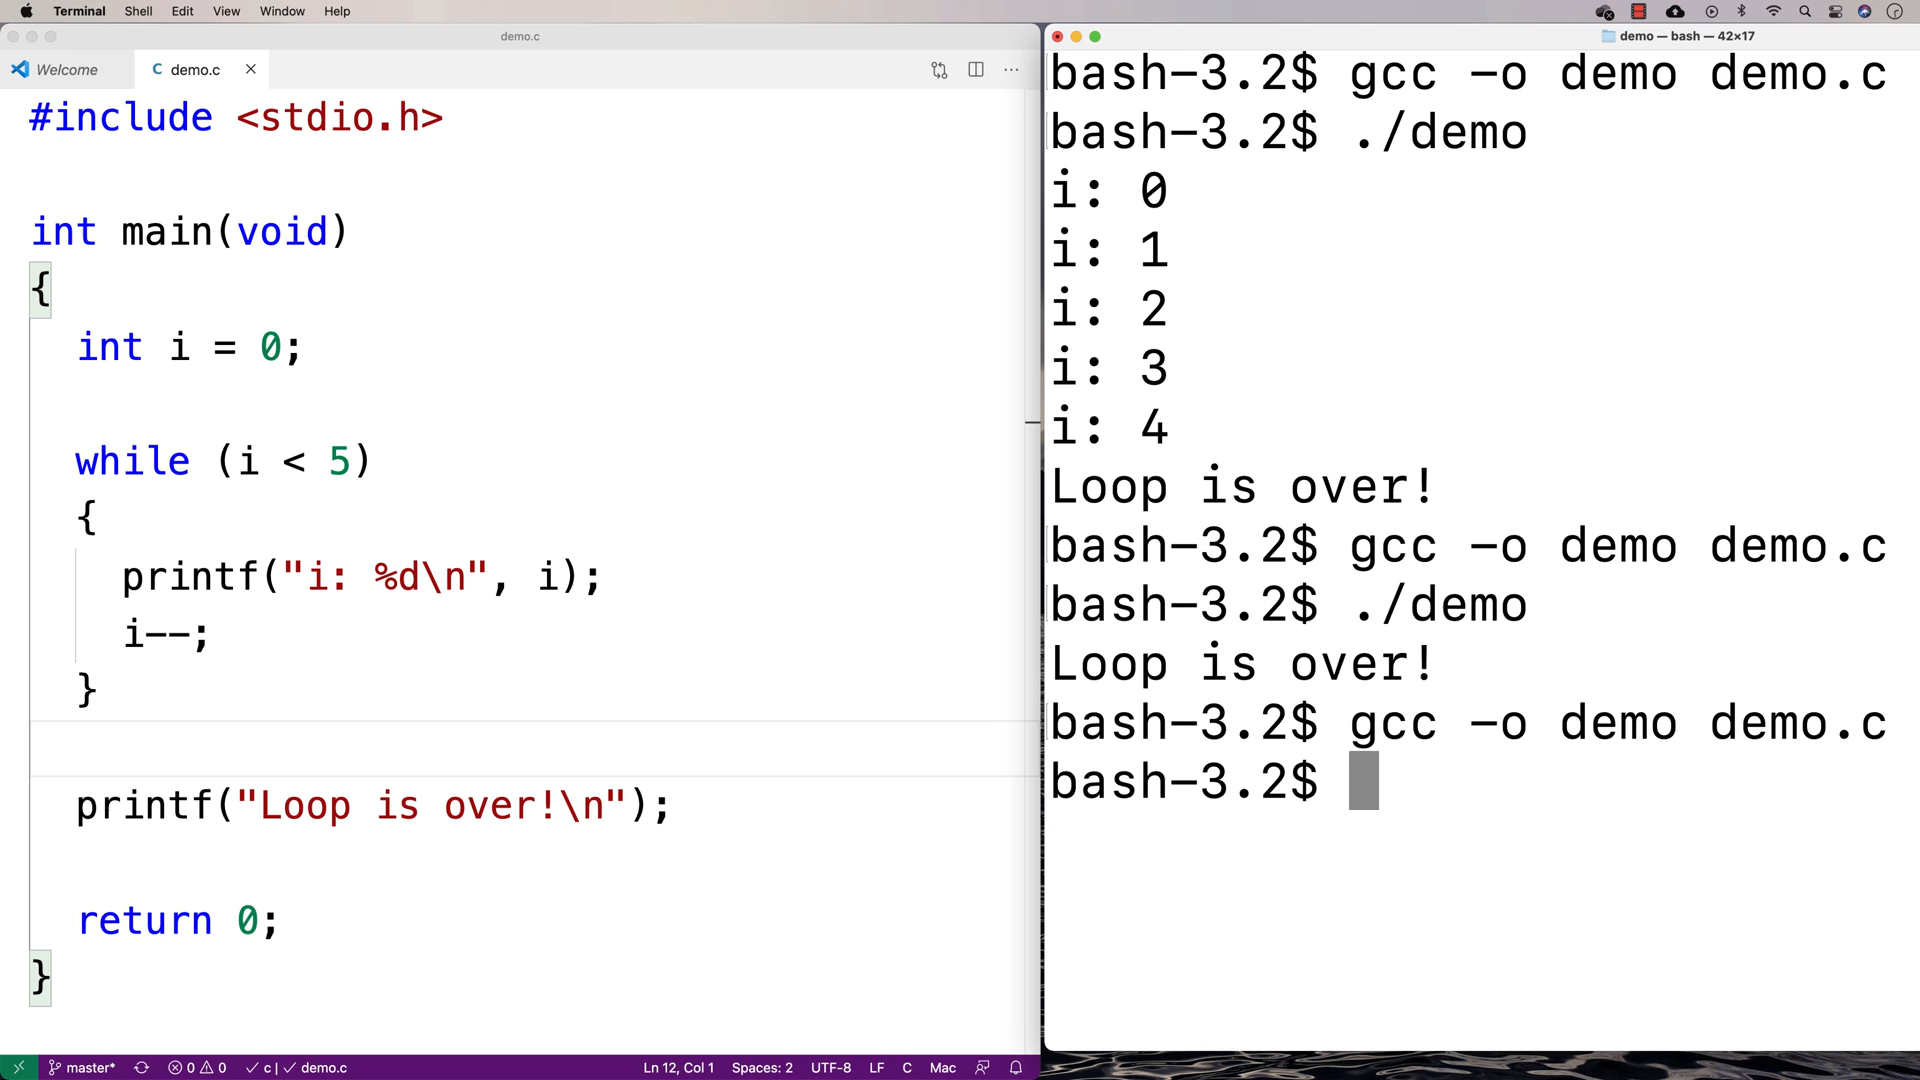 Terminal Shell Edit View Window Help
demo.c
Welcome
C demo.c
#include <stdio.h>
int main(void)
{
int i = 0;
while (i < 5)
{
printf("i: %d\n", i);
i--;
}
printf("Loop is over!\n");
return 0;
}
master* 0 0 c | demo.c Ln 12, Col 1 Spaces: 2 UTF-8 LF C Mac
demo — bash — 42×17
bash-3.2$ gcc -o demo demo.c
bash-3.2$ ./demo
i: 0
i: 1
i: 2
i: 3
i: 4
Loop is over!
bash-3.2$ gcc -o demo demo.c
bash-3.2$ ./demo
Loop is over!
bash-3.2$ gcc -o demo demo.c
bash-3.2$